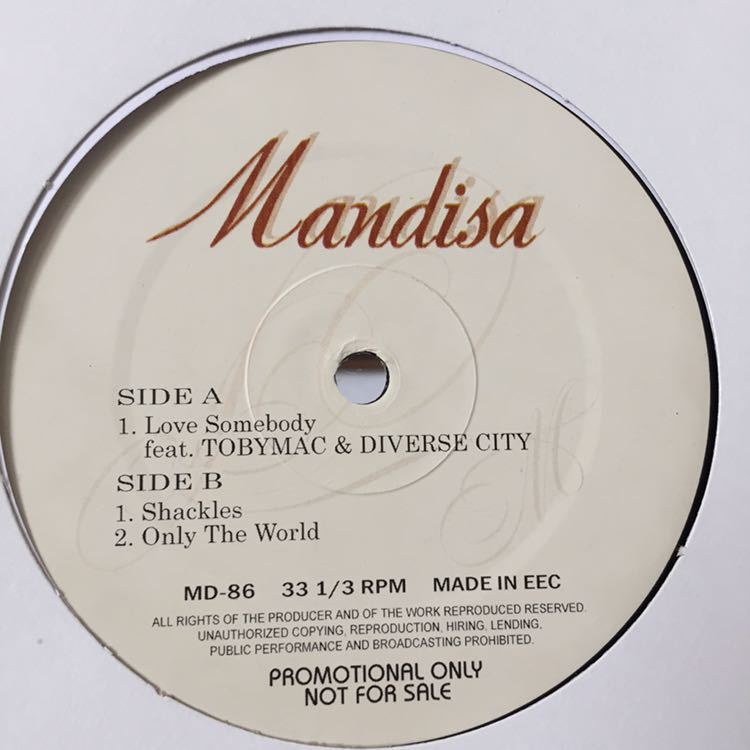 Mandisa
SIDE A
1. Love Somebody
feat. TOBYMAC & DIVERSE CITY
SIDE B
1. Shackles
2. Only The World
MD-86 33 1/3 RPM MADE IN EEC
ALL RIGHTS OF THE PRODUCER AND OF THE WORK REPRODUCED RESERVED.
UNAUTHORIZED COPYING, REPRODUCTION, HIRING, LENDING,
PUBLIC PERFORMANCE AND BROADCASTING PROHIBITED.
PROMOTIONAL ONLY
NOT FOR SALE